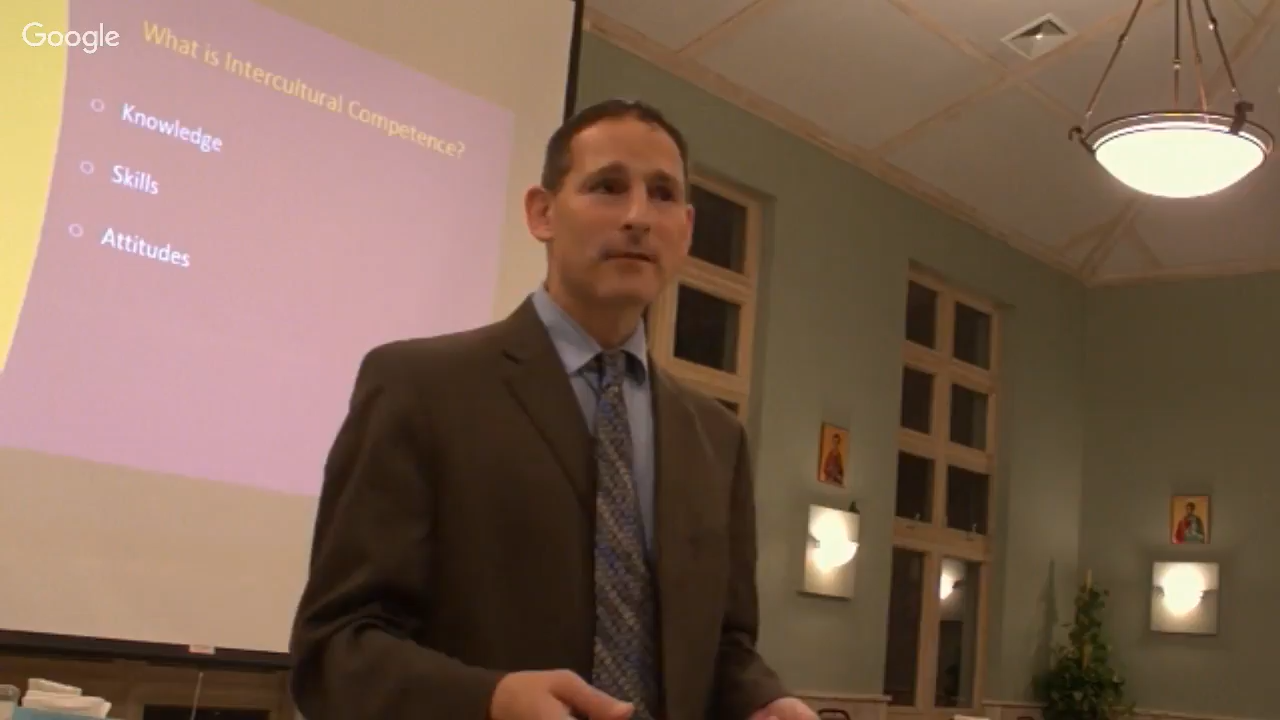 Google
What is Intercultural Competence?
Knowledge
Skills
Attitudes